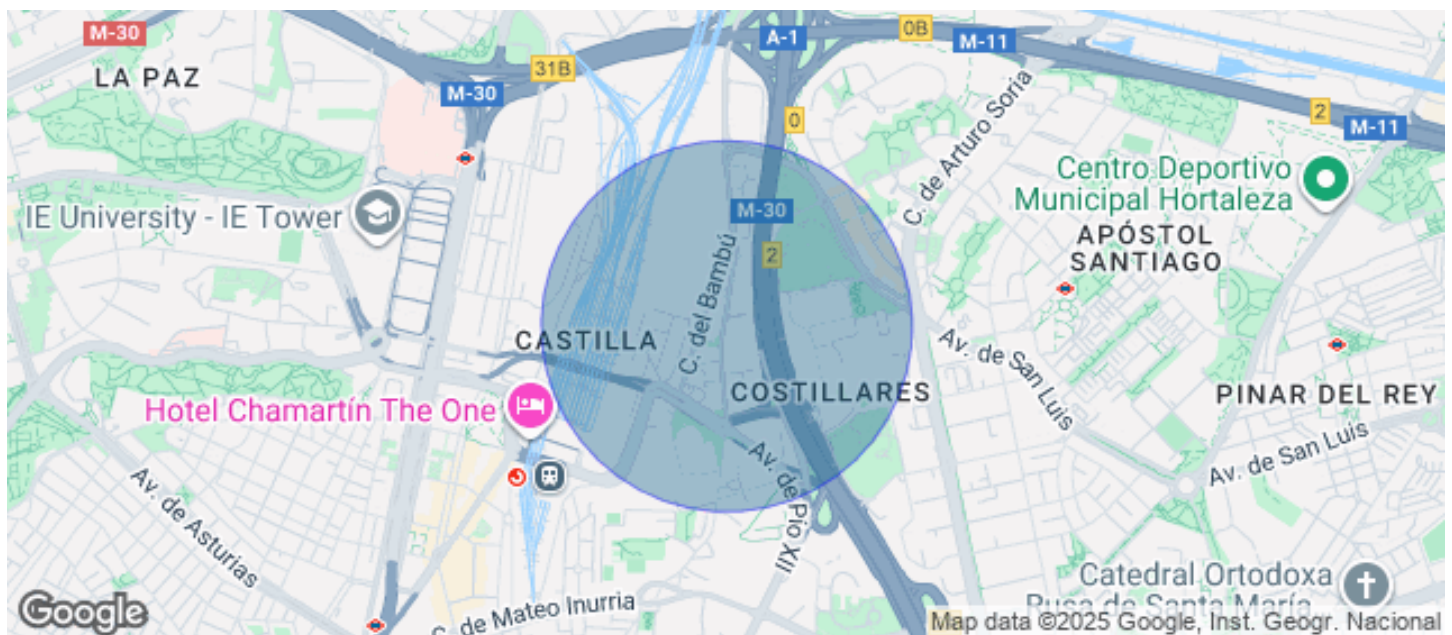 M-30
LA PAZ
31B
M-30
A-1
0B
M-11
2
M-11
0
C. de Arturo Soria
Centro Deportivo
Municipal Hortaleza
IE University - IE Tower
M-30
2
C. del Bambú
APÓSTOL
SANTIAGO
CASTILLA
COSTILLARES
Av. de San Luis
PINAR DEL REY
Hotel Chamartín The One
Av. de San Luis
Av. de Pío XII
Av. de Asturias
C. de Mateo Inurria
Catedral Ortodoxa
Rusa de Santa María
Google
Map data ©2025 Google, Inst. Geogr. Nacional